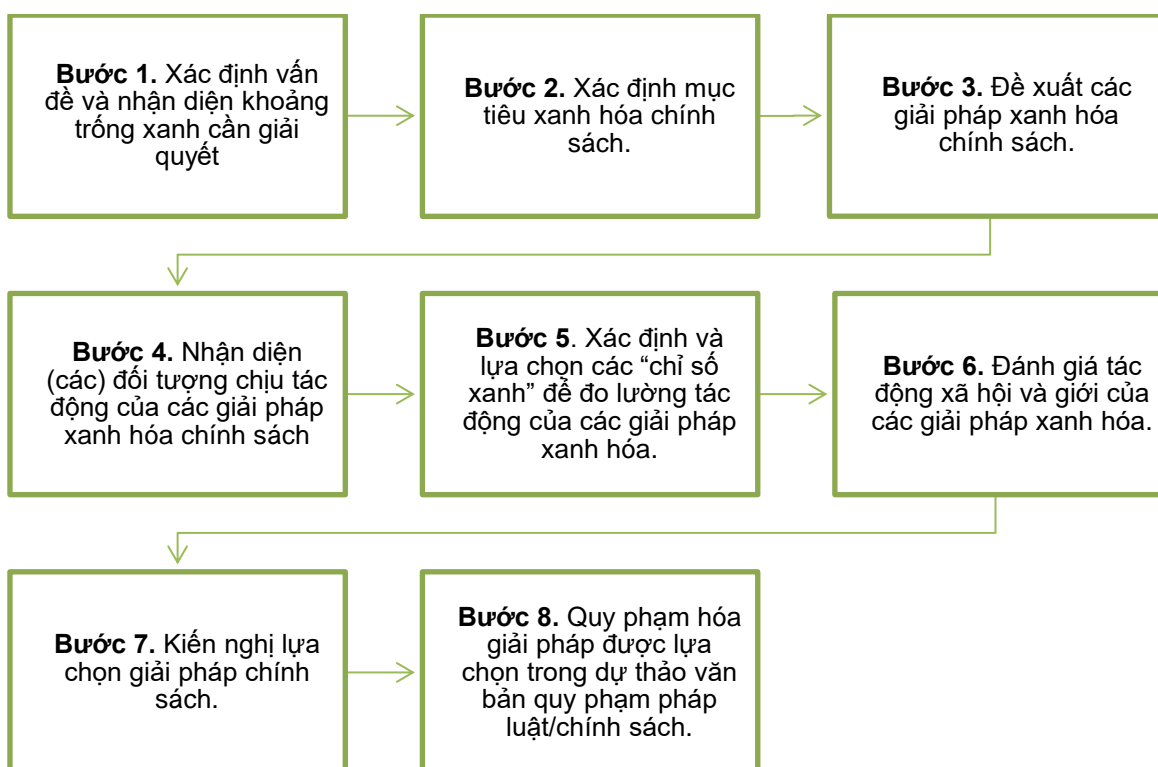 Bước 1. Xác định vấn
đề và nhận diện khoảng
trống xanh cần giải
quyết
Bước 2. Xác định mục
tiêu xanh hóa chính
sách.
Bước 3. Đề xuất các
giải pháp xanh hóa
chính sách.
Bước 4. Nhận diện
(các) đối tượng chịu tác
động của các giải pháp
xanh hóa chính sách
Bước 5. Xác định và
lựa chọn các “chỉ số
xanh” để đo lường tác
động của các giải pháp
xanh hóa.
Bước 6. Đánh giá tác
động xã hội và giới của
các giải pháp xanh hóa.
Bước 7. Kiến nghị lựa
chọn giải pháp chính
sách.
Bước 8. Quy phạm hóa
giải pháp được lựa
chọn trong dự thảo văn
bản quy phạm pháp
luật/chính sách.